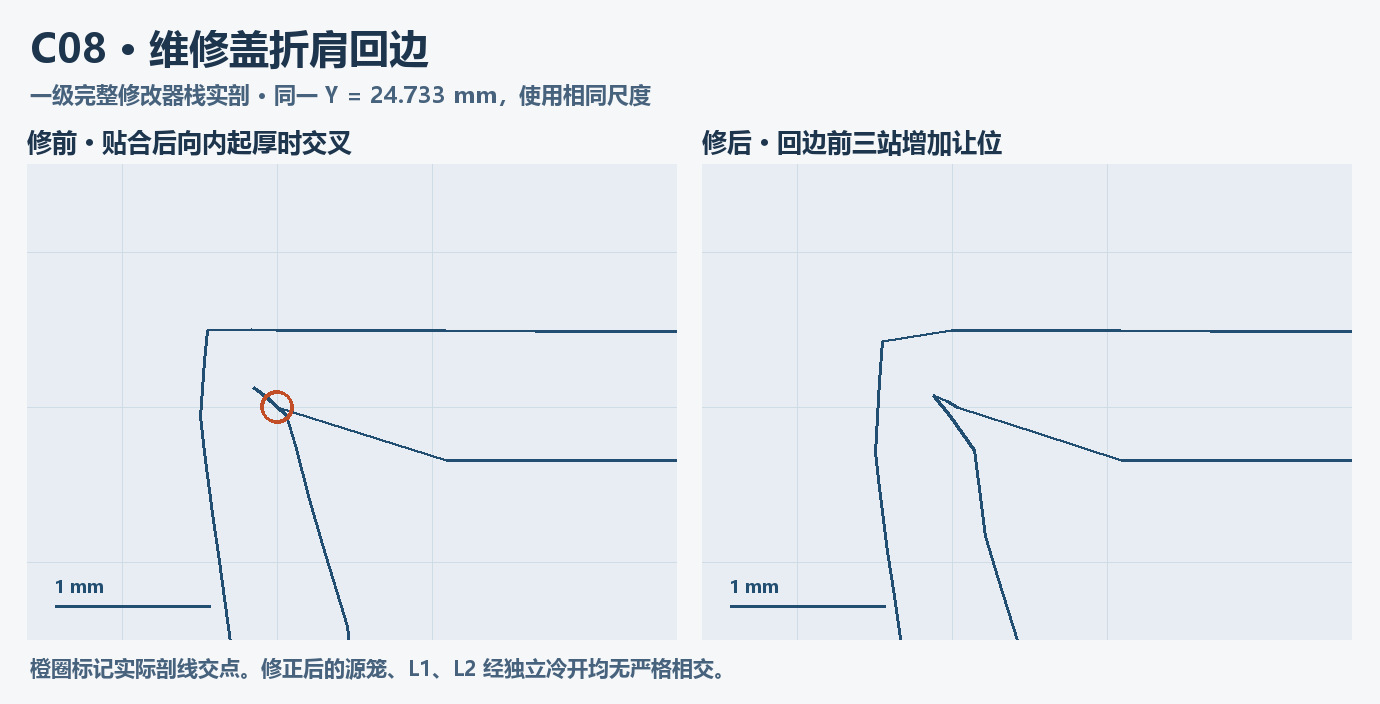 C08・维修盖折肩回边
一级完整修改器栈实剖・同一 Y = 24.733 mm，使用相同尺度
修前・贴合后向内起厚时交叉
修后・回边前三站增加让位
1 mm
1 mm
橙圈标记实际剖线交点。修正后的源笼、L1、L2 经独立冷开均无严格相交。